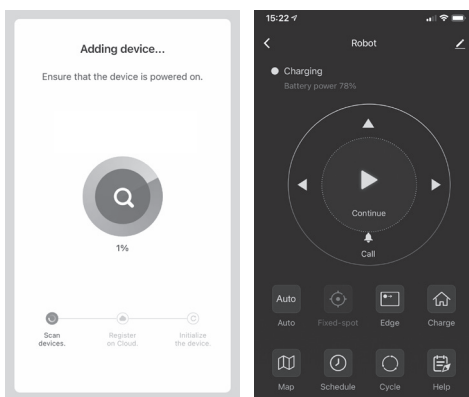 Adding device...
Ensure that the device is powered on.
1%
Scan
devices.
Register
on Cloud.
Initialize
the device.
15:22
Robot
Charging
Battery power 78%
Continue
Call
Auto
Auto
Fixed-spot
Edge
Charge
Map
Schedule
Cycle
Help